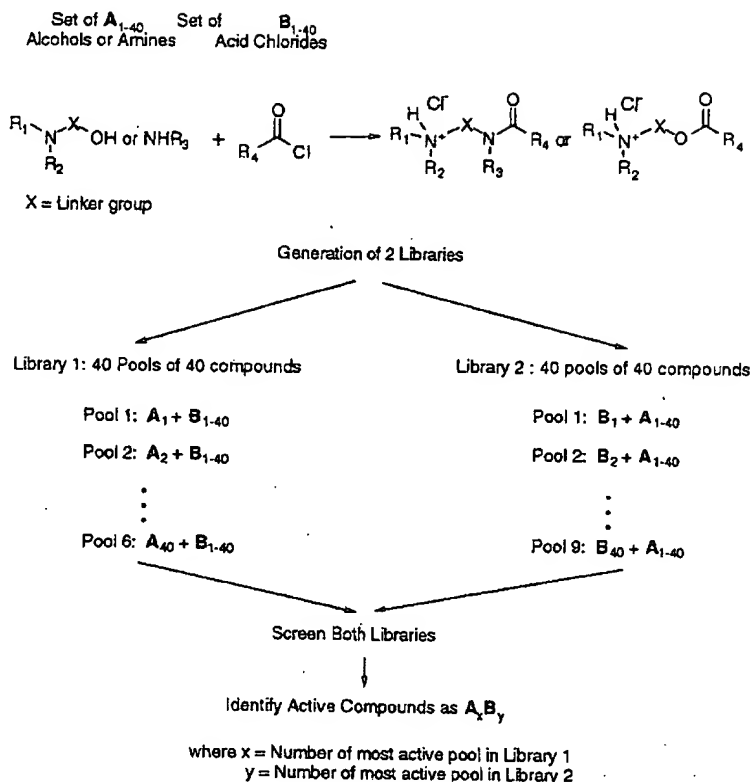 Set of A1-40 Set of B1-40
Alcohols or Amines Acid Chlorides
R1 N X OH or NHR3 + R4 O Cl H Cl- R1 N+ X N O R4 or H Cl- R1 N+ X O O R4
R2 R2 R3 R2
X = Linker group
Generation of 2 Libraries
Library 1: 40 Pools of 40 compounds
Library 2 : 40 pools of 40 compounds
Pool 1: A1 + B1-40
Pool 1: B1 + A1-40
Pool 2: A2 + B1-40
Pool 2: B2 + A1-40
Pool 6: A40 + B1-40
Pool 9: B40 + A1-40
Screen Both Libraries
Identify Active Compounds as AxBy
where x = Number of most active pool in Library 1
y = Number of most active pool in Library 2